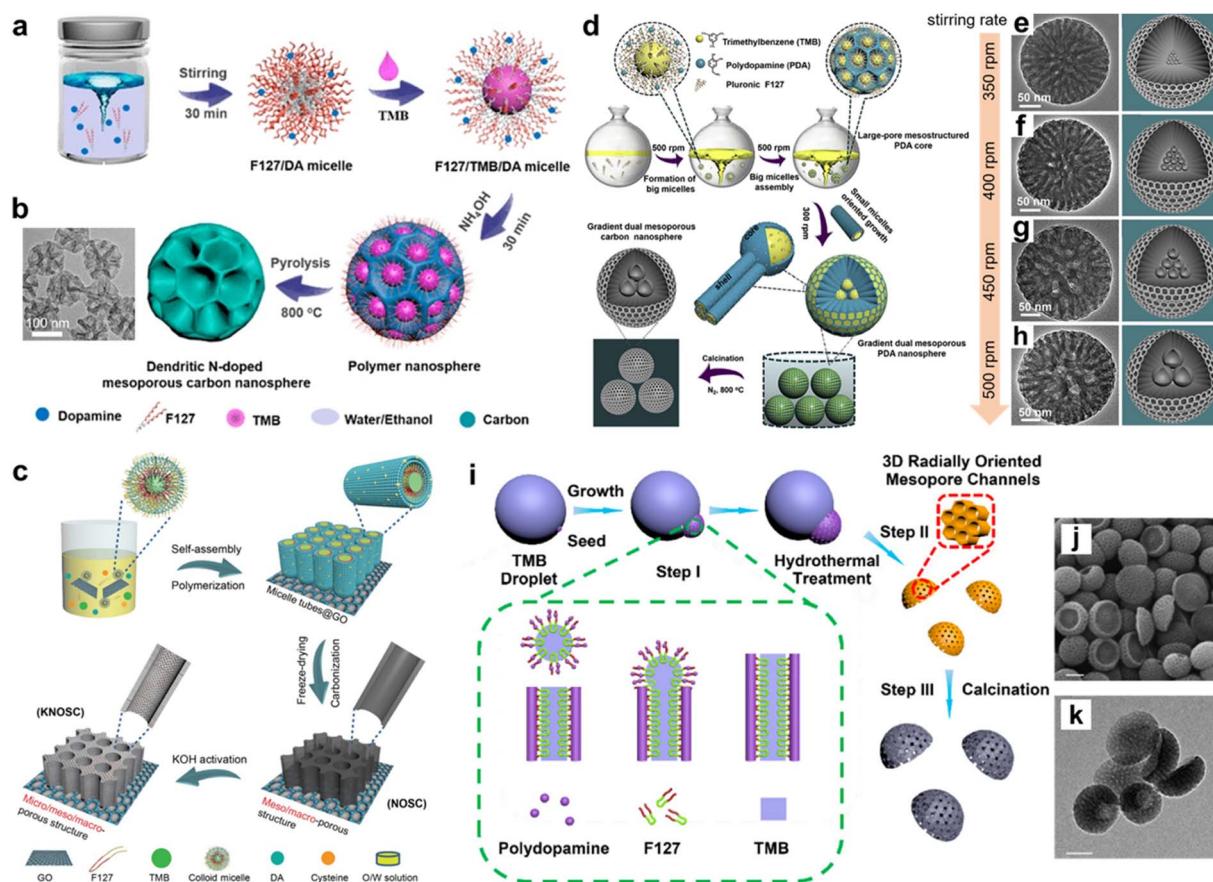 a
Stirring
30 min
TMB
F127/DA micelle
F127/TMB/DA micelle
NH₄OH
30 min
b
100 nm
Pyrolysis
800 °C
Dendritic N-doped
mesoporous carbon nanosphere
Polymer nanosphere
Dopamine
F127
TMB
Water/Ethanol
Carbon
c
Self-assembly
Polymerization
Micelle tubes@GO
Freeze-drying
Carbonization
(KNOSC)
KOH activation
(NOSC)
Micro/meso/macro-
porous structure
Meso/macro-porous
structure
GO
F127
TMB
Colloid micelle
DA
Cysteine
O/W solution
d
Trimethylbenzene (TMB)
Polydopamine (PDA)
Pluronic F127
500 rpm
Formation of
big micelles
500 rpm
Big micelles
assembly
Large-pore mesostructured
PDA core
300 rpm
Small micelles
oriented growth
Gradient dual mesoporous
carbon nanosphere
core
shell
Gradient dual mesoporous
PDA nanosphere
Calcination
N₂, 800 °C
stirring rate
350 rpm
400 rpm
450 rpm
500 rpm
e
50 nm
f
50 nm
g
50 nm
h
50 nm
i
Growth
TMB
Droplet
Seed
Step I
Hydrothermal
Treatment
Step II
3D Radially Oriented
Mesopore Channels
Step III
Calcination
Polydopamine
F127
TMB
j
k